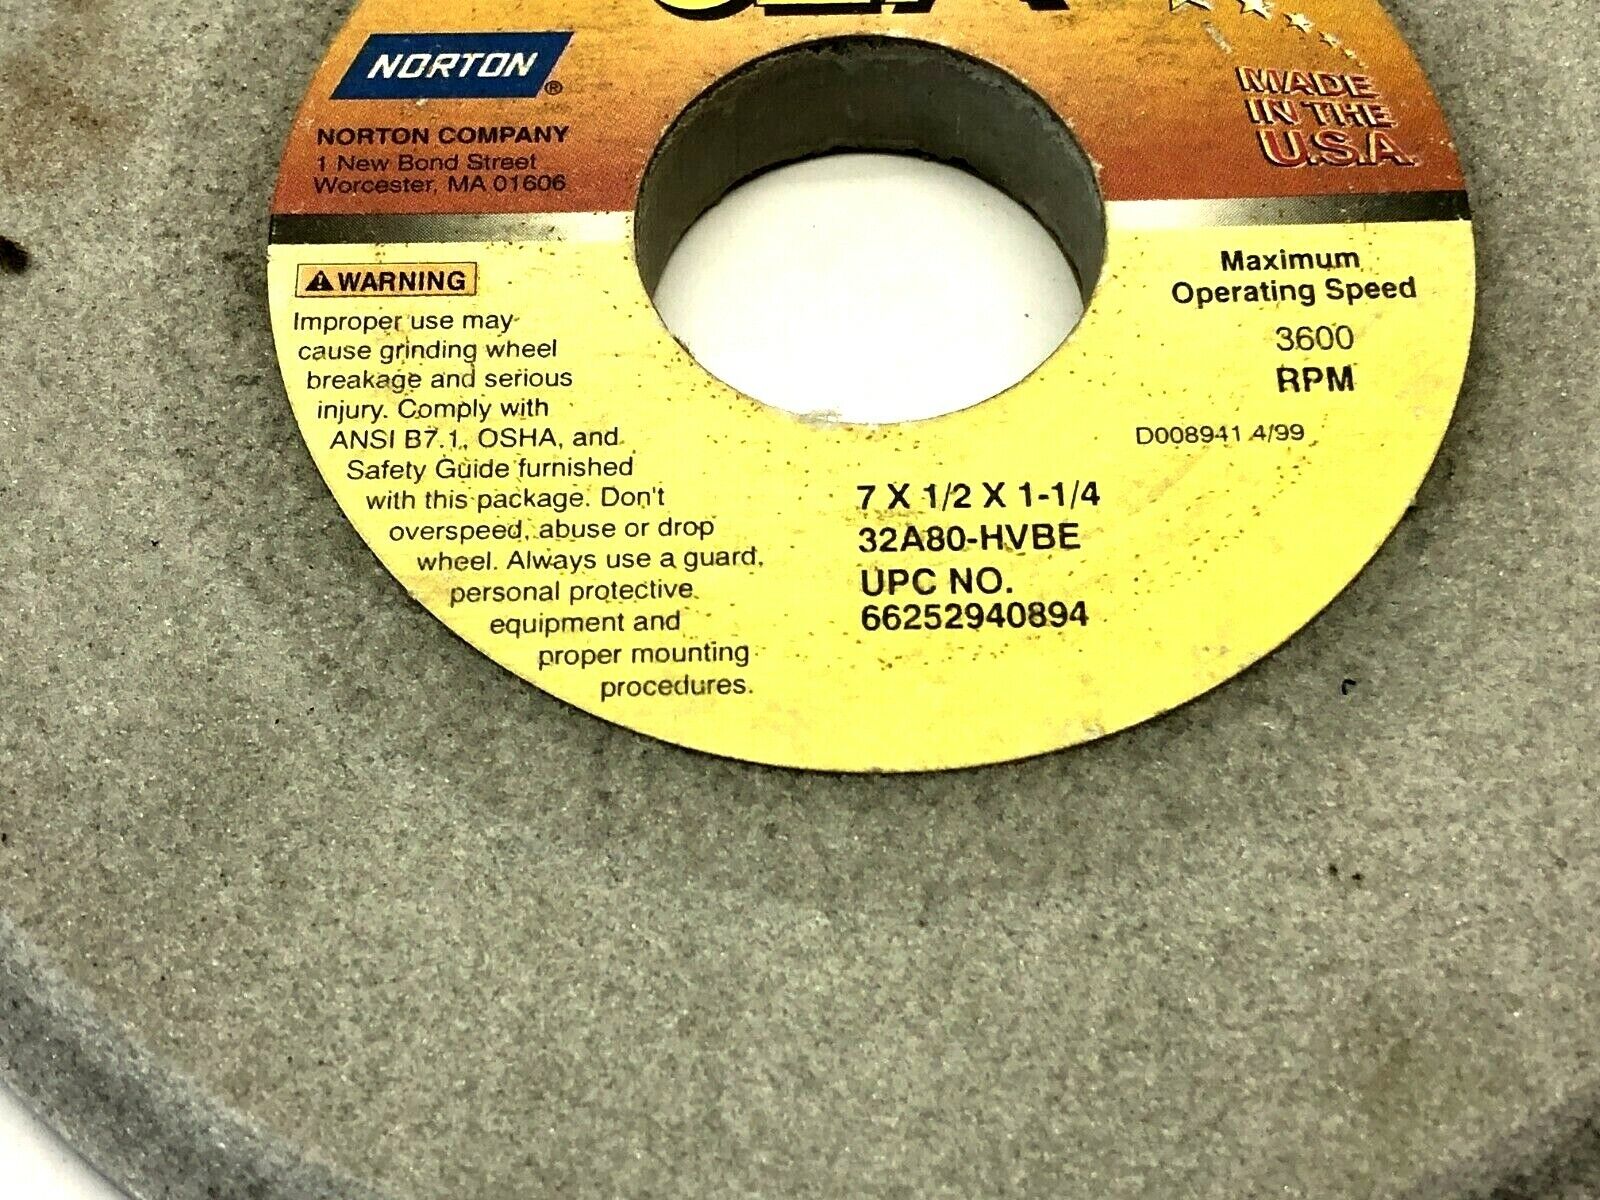 NORTON
®
NORTON COMPANY
1 New Bond Street
Worcester, MA 01606
MADE
IN THE
U.S.A.
WARNING
Improper use may
cause grinding wheel
breakage and serious
injury. Comply with
ANSI B7.1, OSHA, and
Safety Guide furnished
with this package. Don't
overspeed, abuse or drop
wheel. Always use a guard,
personal protective
equipment and
proper mounting
procedures.
Maximum
Operating Speed
3600
RPM
D008941 4/99
7 X 1/2 X 1-1/4
32A80-HVBE
UPC NO.
66252940894